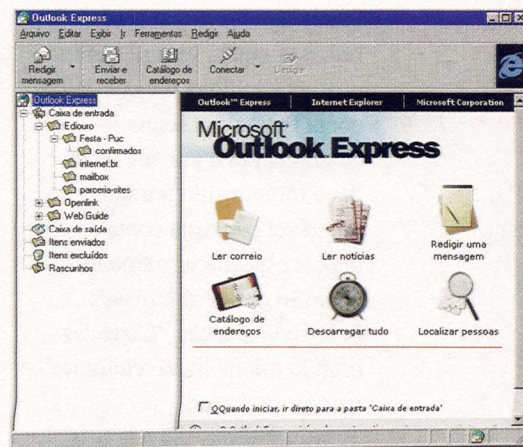 Outlook Express
Arquivo Editar Exibir Ir Ferramentas Redigir Ajuda
Redigir mensagem
Enviar e receber
Catálogo de endereços
Conectar
Desligar
Outlook Express
Caixa de entrada
Ediouro
Festa - Puc
confirmados
internet.br
mailbox
parceria-sites
Openlink
Web Guide
Caixa de saída
Itens enviados
Itens excluídos
Rascunhos
Outlook™ Express
Internet Explorer
Microsoft Corporation
Microsoft
Outlook Express
Ler correio
Ler notícias
Redigir uma
mensagem
Catálogo de
endereços
Descarregar tudo
Localizar pessoas
QQuando iniciar, ir direto para a pasta 'Caixa de entrada'